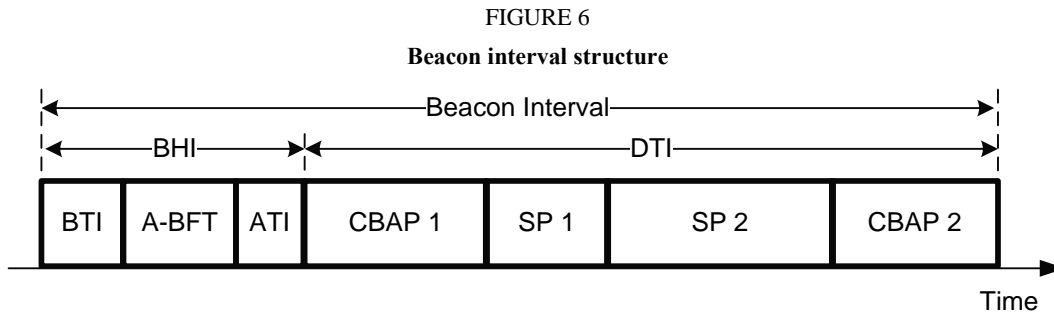 FIGURE 6
Beacon interval structure
Beacon Interval
BHI DTI
BTI A-BFT ATI CBAP 1 SP 1 SP 2 CBAP 2
Time